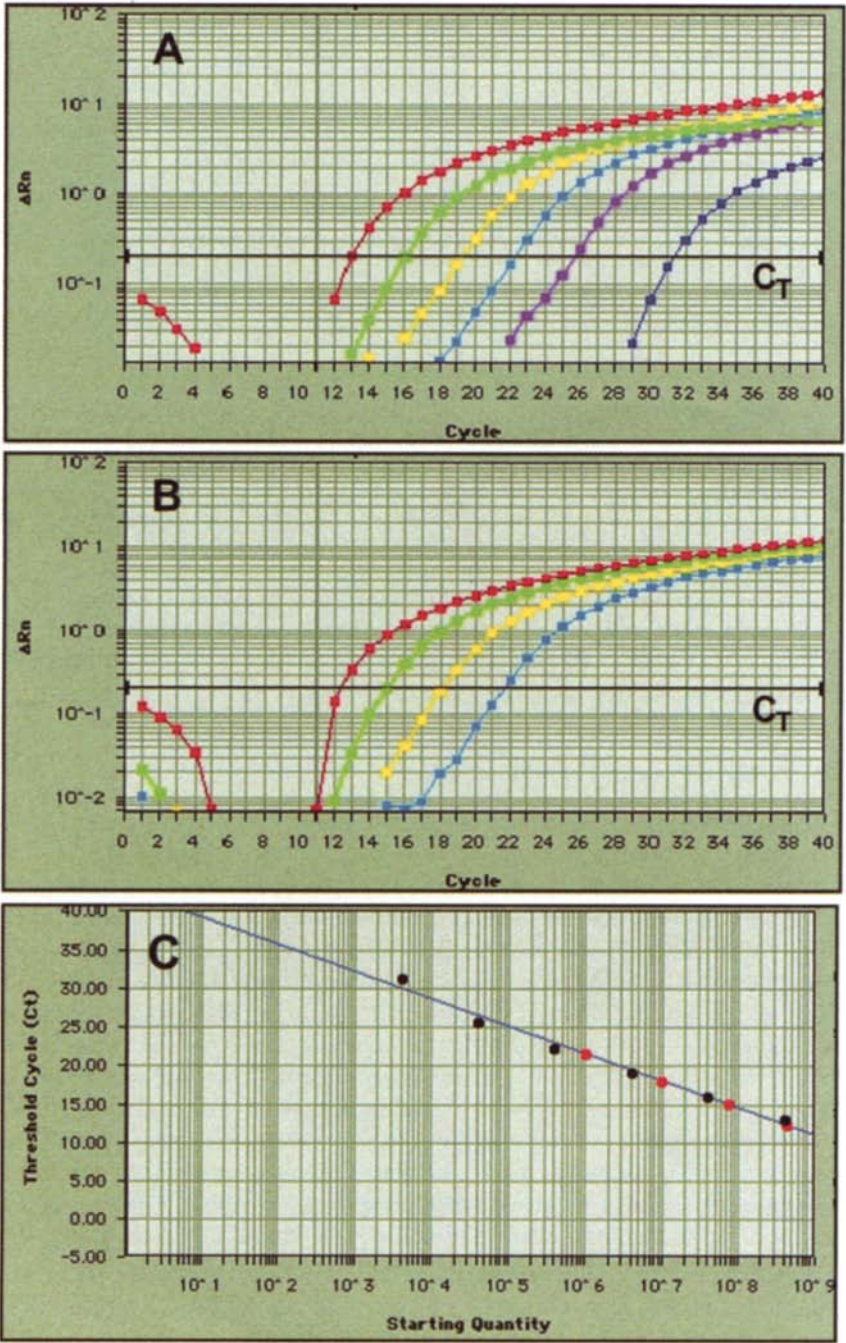 A
10^2
10^1
10^0
10^-1
ΔRn
C_T
0 2 4 6 8 10 12 14 16 18 20 22 24 26 28 30 32 34 36 38 40
Cycle
B
10^2
10^1
10^0
10^-1
10^-2
ΔRn
C_T
0 2 4 6 8 10 12 14 16 18 20 22 24 26 28 30 32 34 36 38 40
Cycle
C
40.00
35.00
30.00
25.00
20.00
15.00
10.00
5.00
0.00
-5.00
Threshold Cycle (Ct)
10^1 10^2 10^3 10^4 10^5 10^6 10^7 10^8 10^9
Starting Quantity